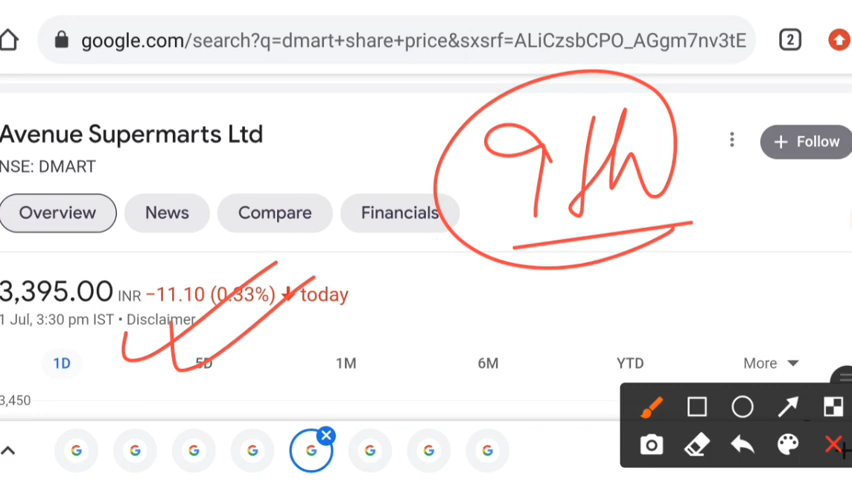 google.com/search?q=dmart+share+price&sxsrf=ALiCzsbCPO_AGgm7nv3tE
2
Avenue Supermarts Ltd
NSE: DMART
9th
+ Follow
Overview News Compare Financials
3,395.00 INR −11.10 (0.33%) ↓ today
1 Jul, 3:30 pm IST • Disclaimer
1D 5D 1M 6M YTD More
3,450